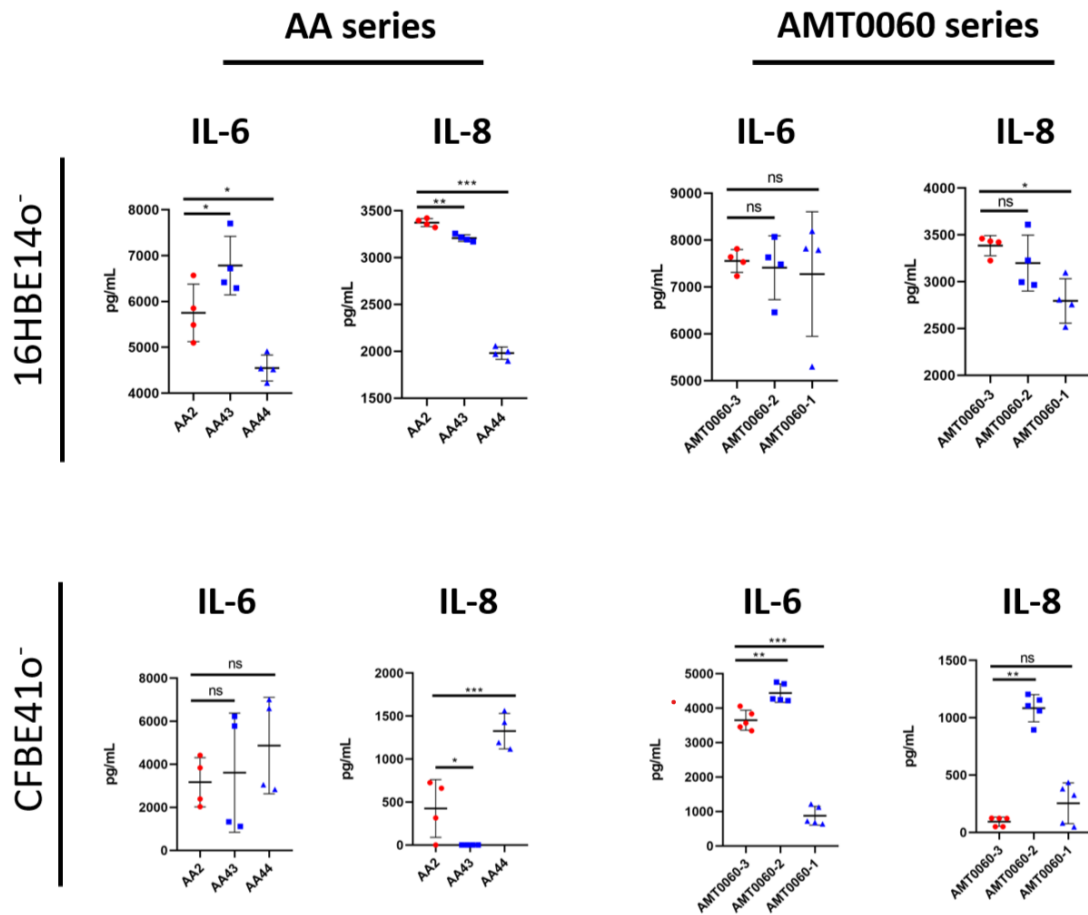 AA series
AMT0060 series
16HBE14o-
IL-6
*
*
8000
7000
6000
5000
4000
pg/mL
AA2
AA43
AA44
IL-8
***
**
3500
3000
2500
2000
1500
pg/mL
AA2
AA43
AA44
IL-6
ns
ns
9000
8000
7000
6000
5000
pg/mL
AMT0060-3
AMT0060-2
AMT0060-1
IL-8
*
ns
4000
3500
3000
2500
2000
pg/mL
AMT0060-3
AMT0060-2
AMT0060-1
CFBE41o-
IL-6
ns
ns
8000
6000
4000
2000
0
pg/mL
AA2
AA43
AA44
IL-8
***
*
2000
1500
1000
500
0
pg/mL
AA2
AA43
AA44
IL-6
***
**
5000
4000
3000
2000
1000
0
pg/mL
AMT0060-3
AMT0060-2
AMT0060-1
IL-8
ns
**
1500
1000
500
0
pg/mL
AMT0060-3
AMT0060-2
AMT0060-1